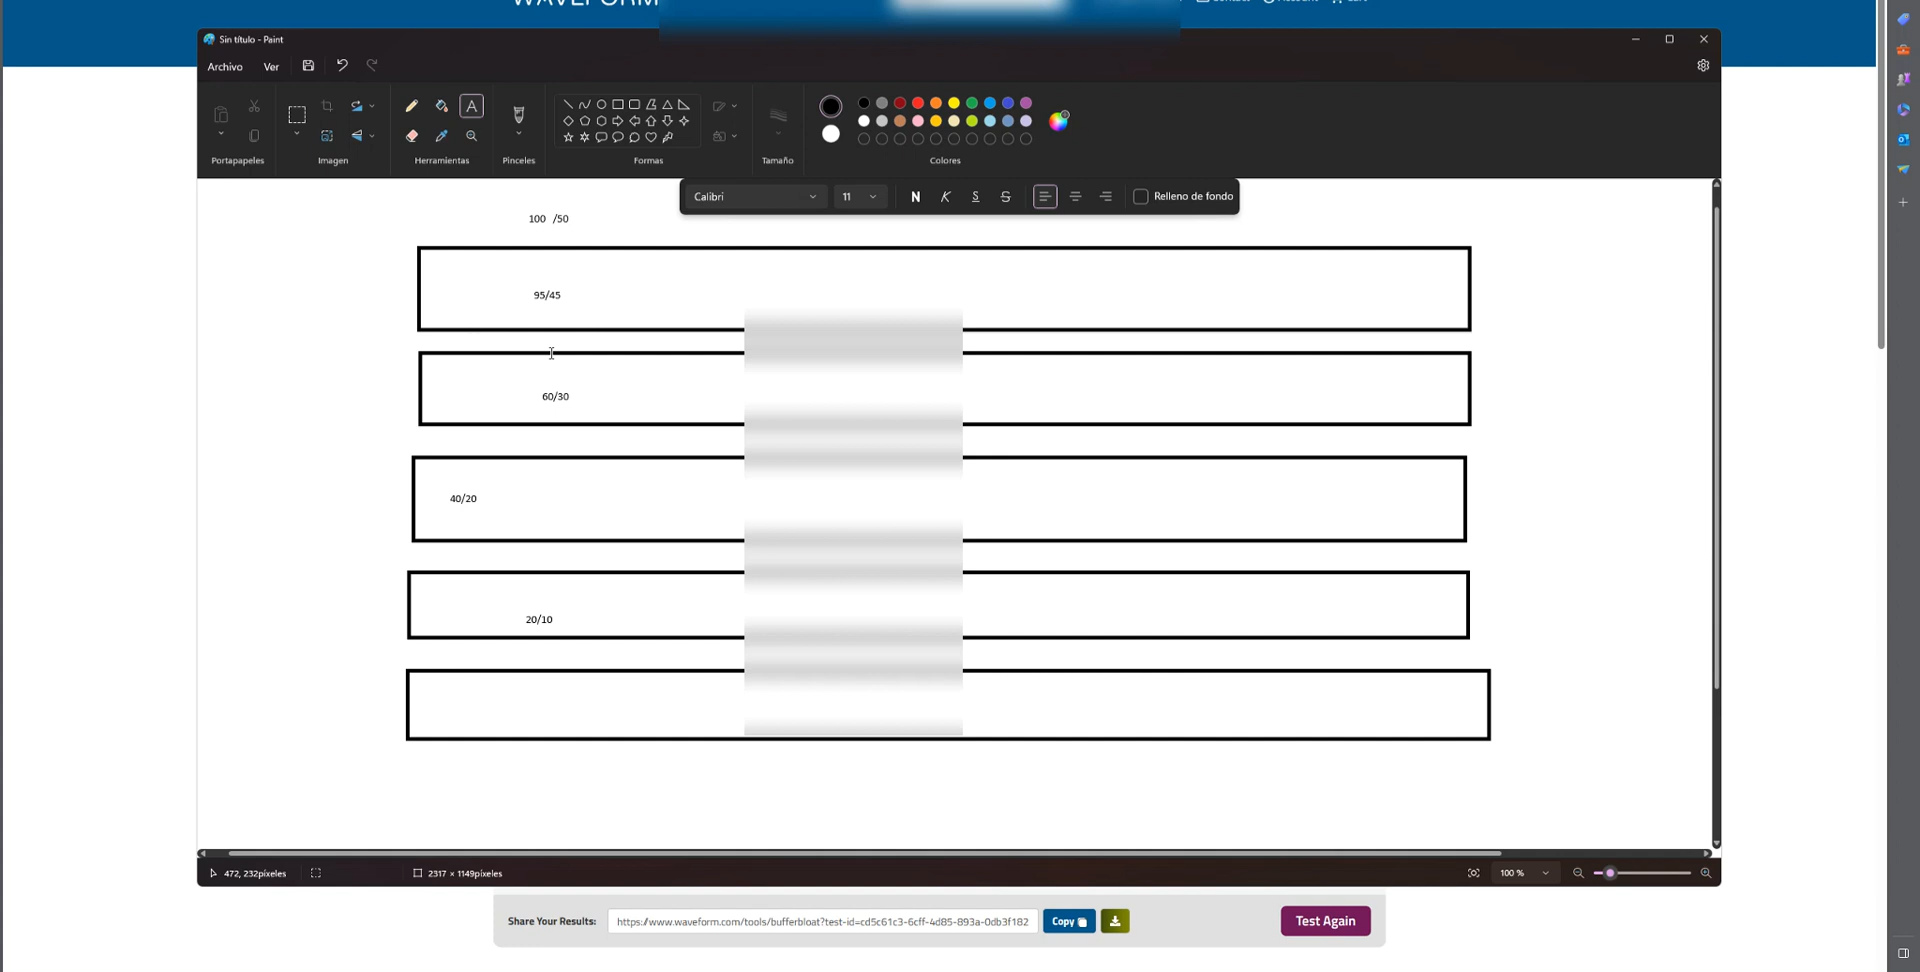 WAVEFORM
Sin título - Paint
Archivo Ver
Portapapeles Imagen Herramientas Pinceles Formas Tamaño Colores
Calibri 11 N K S S Relleno de fondo
100 /50
95/45
60/30
40/20
20/10
472, 232píxeles 2317 × 1149píxeles 100 %
Share Your Results: https://www.waveform.com/tools/bufferbloat?test-id=cd5c61c3-6cff-4d85-893a-0db3f182 Copy Test Again